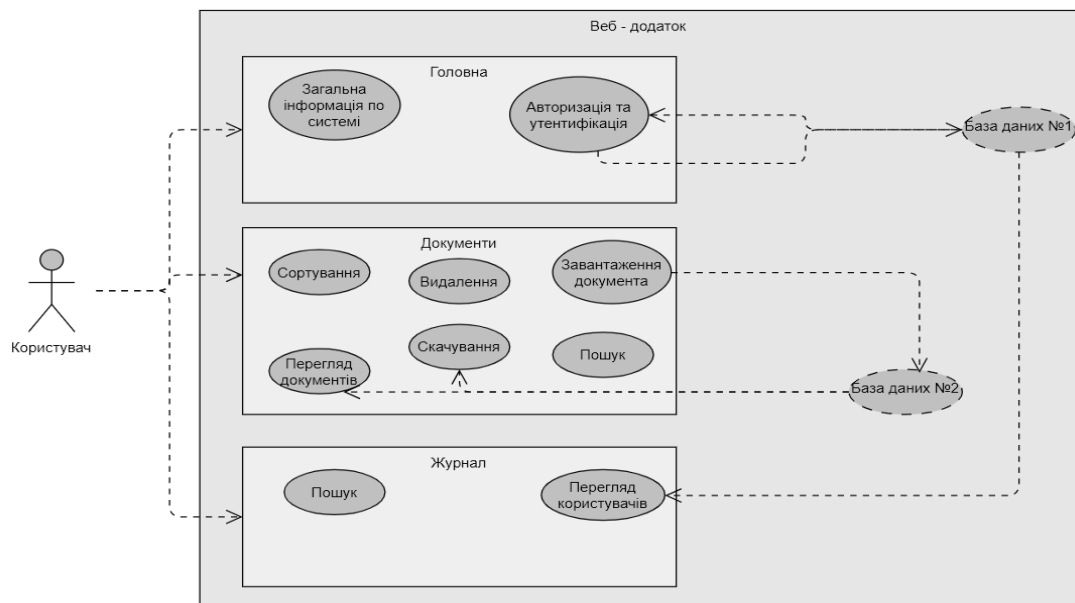 Веб - додаток
Головна
Загальна
інформація по
системі
Авторизація та
утентифікація
База даних №1
Документи
Сортування
Видалення
Завантаження
документа
Користувач
Перегляд
документів
Скачування
Пошук
База даних №2
Журнал
Пошук
Перегляд
користувачів